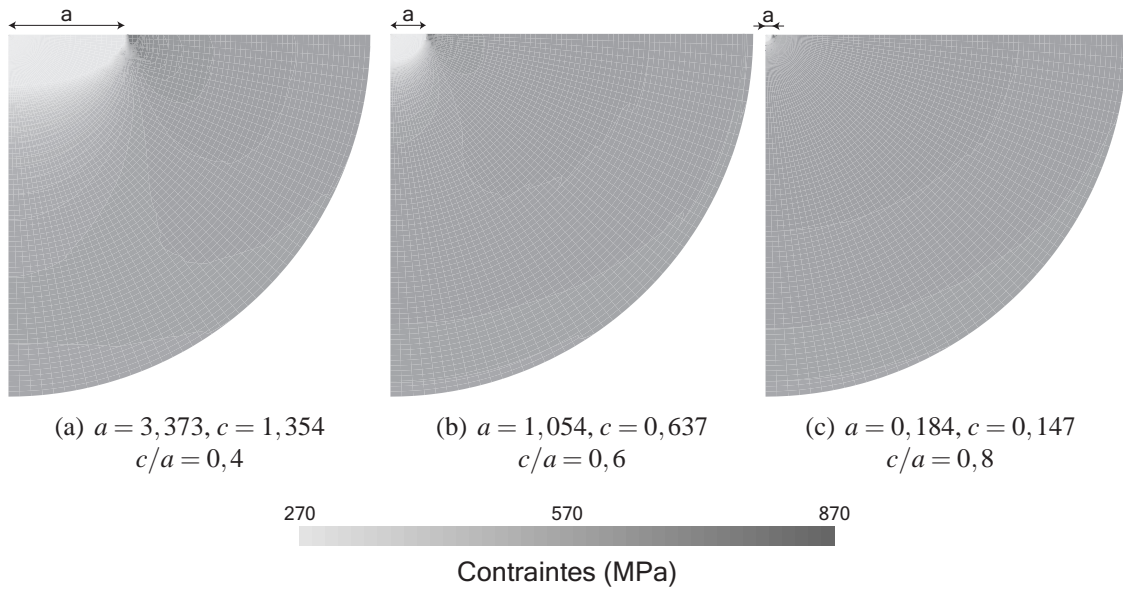 a
a
a
(a) a = 3,373, c = 1,354
c/a = 0,4
(b) a = 1,054, c = 0,637
c/a = 0,6
(c) a = 0,184, c = 0,147
c/a = 0,8
270 570 870
Contraintes (MPa)